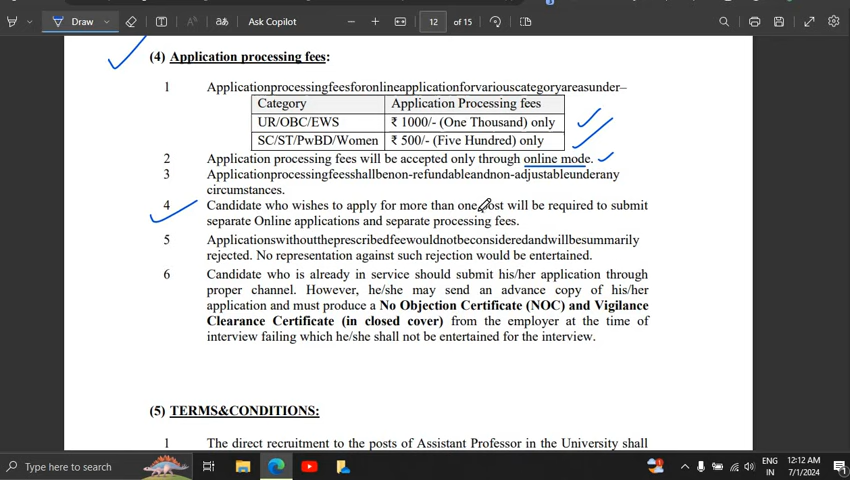 Draw
Ask Copilot
12
of 15
(4) Application processing fees:
1 Applicationprocessingfeesforonlineapplicationforvariouscategoryareasunder–
Category Application Processing fees
UR/OBC/EWS ₹ 1000/- (One Thousand) only
SC/ST/PwBD/Women ₹ 500/- (Five Hundred) only
2 Application processing fees will be accepted only through online mode.
3 Applicationprocessingfeesshallbenon-refundableandnon-adjustableunderany
circumstances.
4 Candidate who wishes to apply for more than one post will be required to submit
separate Online applications and separate processing fees.
5 Applicationswithouttheprescribedfeewouldnotbeconsideredandwillbesummarily
rejected. No representation against such rejection would be entertained.
6 Candidate who is already in service should submit his/her application through
proper channel. However, he/she may send an advance copy of his/her
application and must produce a No Objection Certificate (NOC) and Vigilance
Clearance Certificate (in closed cover) from the employer at the time of
interview failing which he/she shall not be entertained for the interview.
(5) TERMS&CONDITIONS:
1 The direct recruitment to the posts of Assistant Professor in the University shall
Type here to search
ENG
IN
12:12 AM
7/1/2024